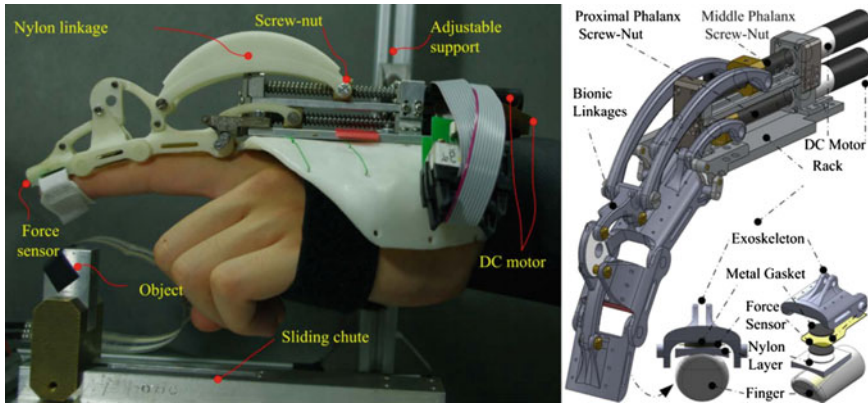 Nylon linkage
Screw-nut
Adjustable
support
Force
sensor
Object
DC motor
Sliding chute
Proximal Phalanx
Screw-Nut
Middle Phalanx
Screw-Nut
Bionic
Linkages
DC Motor
Rack
Exoskeleton
Metal Gasket
Force
Sensor
Nylon
Layer
Finger